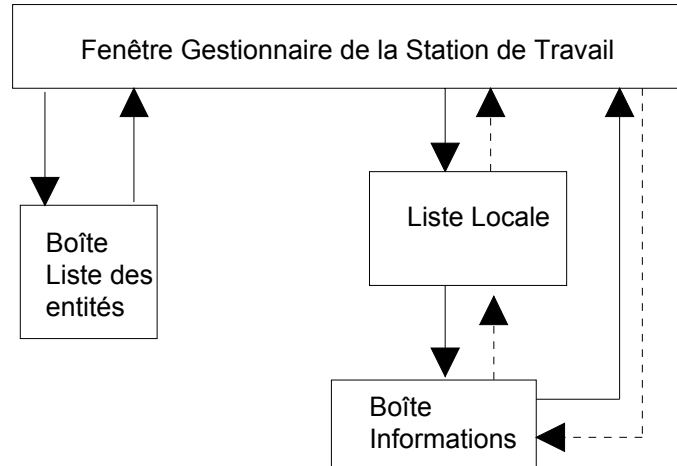 Fenêtre Gestionnaire de la Station de Travail
Boîte
Liste des
entités
Liste Locale
Boîte
Informations